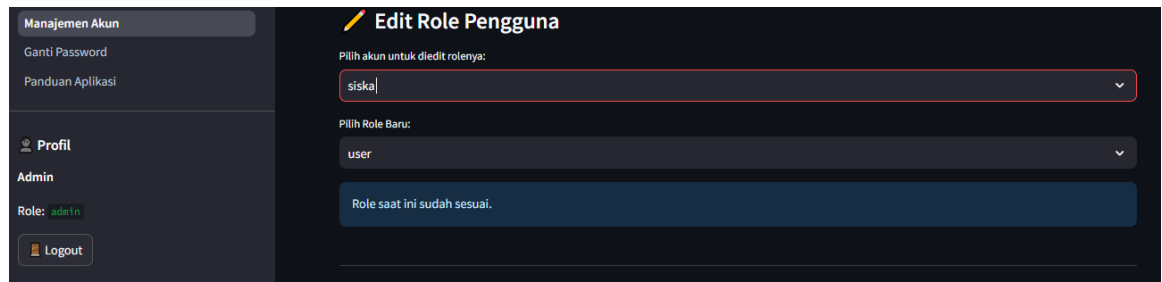 Manajemen Akun
Ganti Password
Panduan Aplikasi
Profil
Admin
Role: admin
Logout
Edit Role Pengguna
Pilih akun untuk diedit rolenya:
siska
Pilih Role Baru:
user
Role saat ini sudah sesuai.